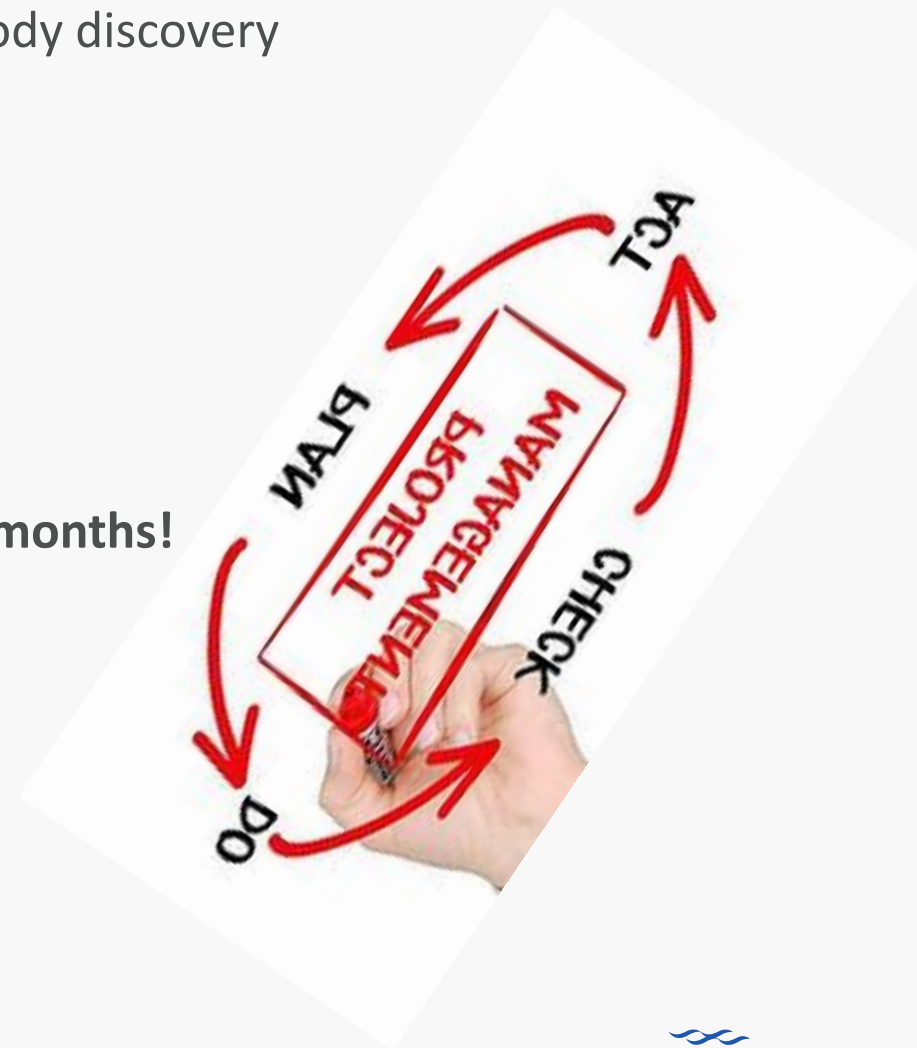 ody discovery
months!
ACT
PLAN
PROJECT
MANAGEMENT
CHECK
DO